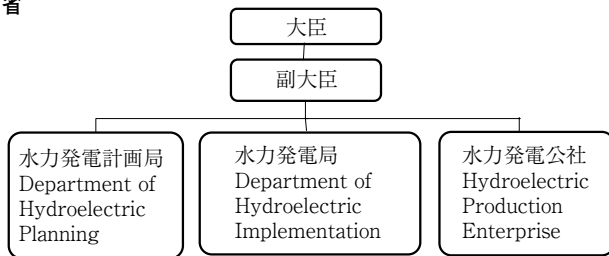 省
大臣
副大臣
水力発電計画局
Department of
Hydroelectric
Planning
水力発電局
Department of
Hydroelectric
Implementation
水力発電公社
Hydroelectric
Production
Enterprise